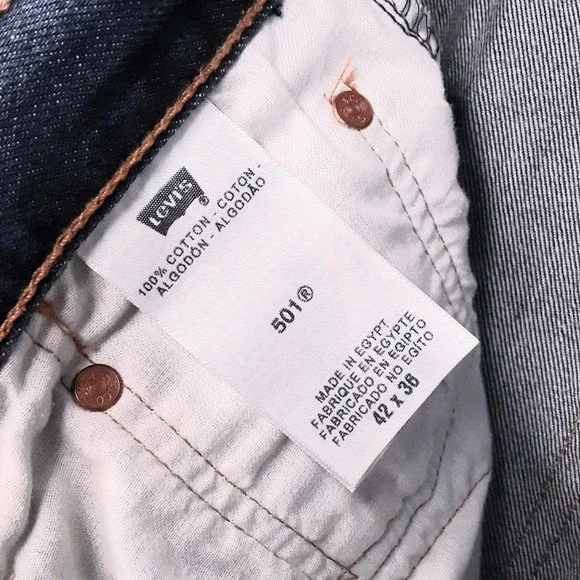 LEVI'S®
100% COTTON - COTON -
ALGODÓN - ALGODÃO
501®
MADE IN EGYPT
FABRIQUE EN EGYPTE
FABRICADO EN EGIPTO
FABRICADO NO EGITO
42 X 36